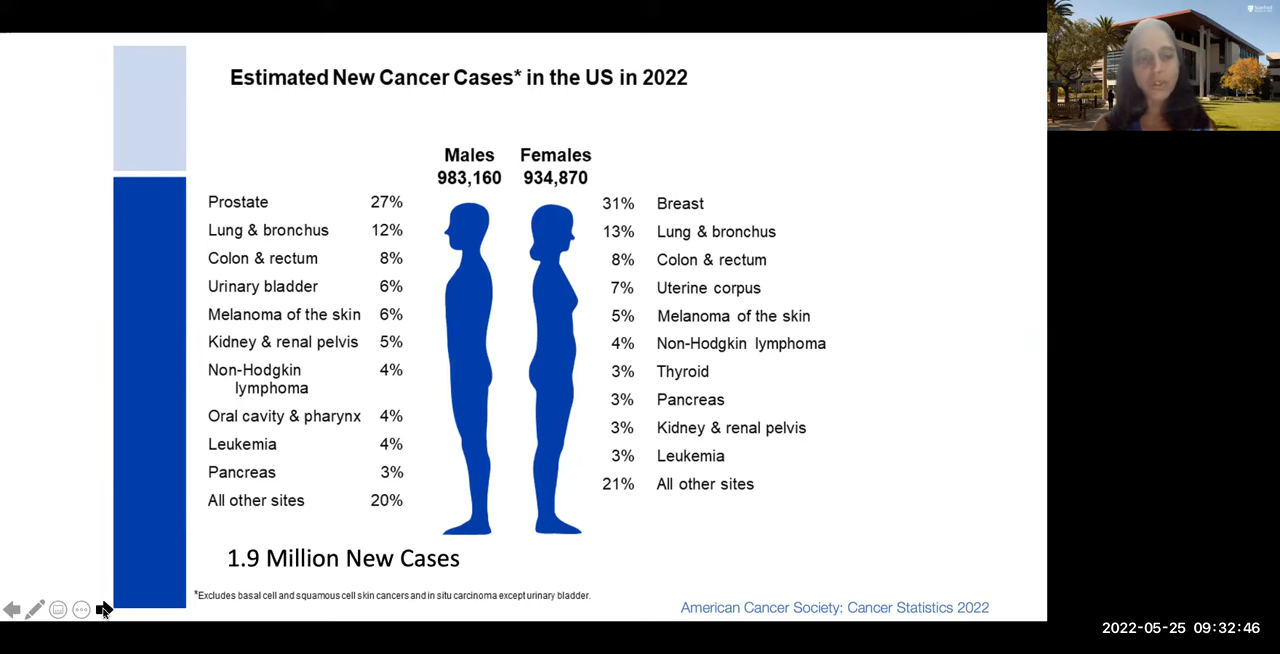 Estimated New Cancer Cases* in the US in 2022
Males Females
983,160 934,870
Prostate 27%
Lung & bronchus 12%
Colon & rectum 8%
Urinary bladder 6%
Melanoma of the skin 6%
Kidney & renal pelvis 5%
Non-Hodgkin 4%
lymphoma
Oral cavity & pharynx 4%
Leukemia 4%
Pancreas 3%
All other sites 20%
31% Breast
13% Lung & bronchus
8% Colon & rectum
7% Uterine corpus
5% Melanoma of the skin
4% Non-Hodgkin lymphoma
3% Thyroid
3% Pancreas
3% Kidney & renal pelvis
3% Leukemia
21% All other sites
1.9 Million New Cases
*Excludes basal cell and squamous cell skin cancers and in situ carcinoma except urinary bladder.
American Cancer Society: Cancer Statistics 2022
2022-05-25 09:32:46